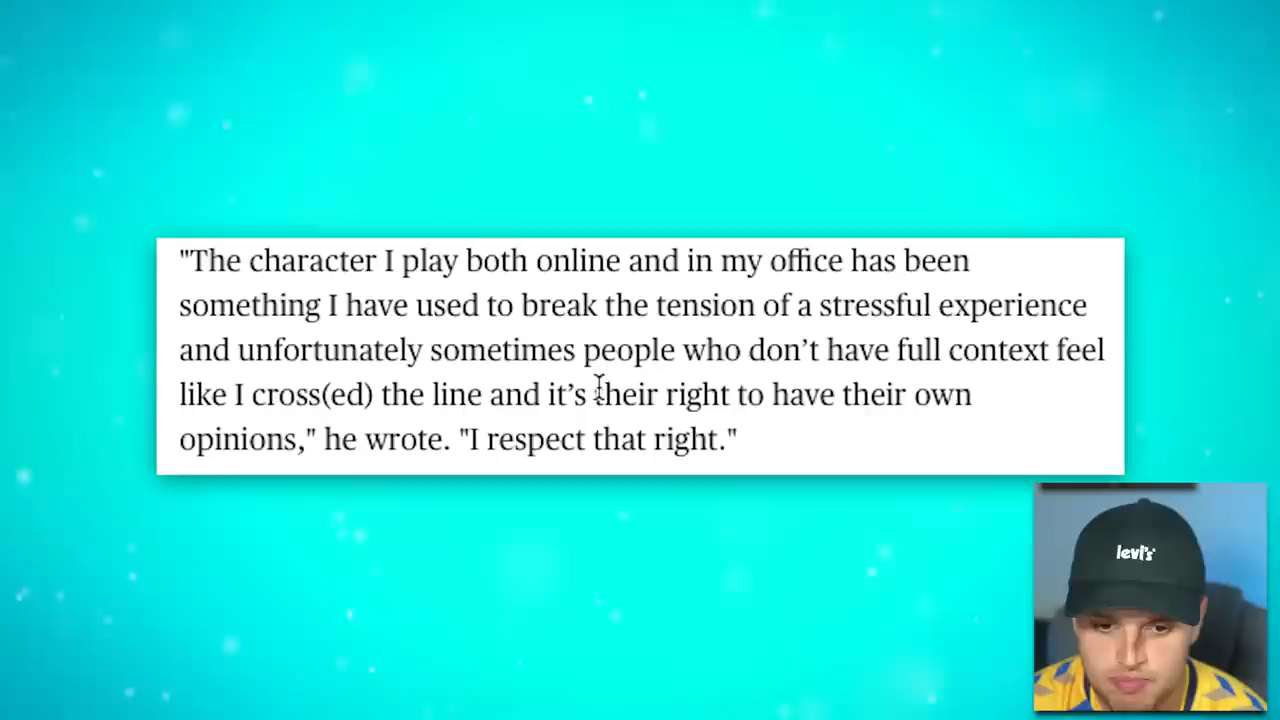 "The character I play both online and in my office has been
something I have used to break the tension of a stressful experience
and unfortunately sometimes people who don’t have full context feel
like I cross(ed) the line and it’s their right to have their own
opinions," he wrote. "I respect that right."
levi's